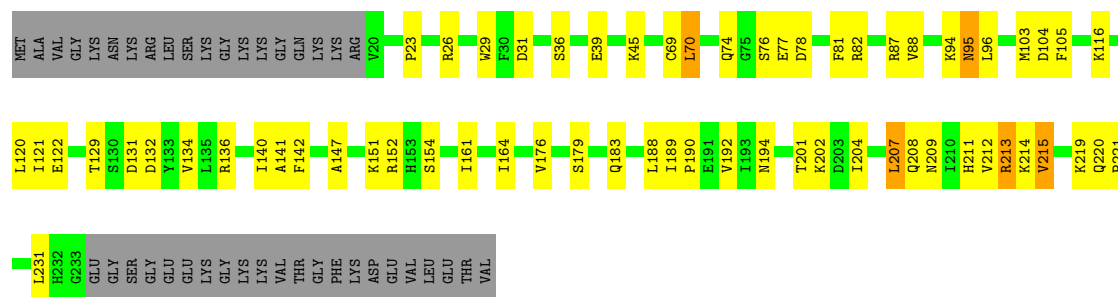 MET ALA VAL GLY LYS ASN LYS ARG LEU SER LYS GLY LYS LYS GLY GLN LYS LYS ARG V20 P23 R26 W29 F30 D31 S36 E39 K45 C69 L70 Q74 G75 S76 E77 D78 F81 R82 R87 V88 K94 N95 L96 M103 D104 F105 K116
L120 I121 E122 T129 S130 D131 D132 Y133 V134 L135 R136 I140 A141 F142 A147 K151 R152 H153 S154 I161 I164 V176 S179 Q183 L188 I189 P190 E191 V192 I193 N194 T201 K202 D203 I204 L207 Q208 N209 I210 H211 V212 R213 K214 V215 K219 Q220
L231 H232 G233 GLU GLY SER GLY GLU GLU LYS GLY LYS LYS VAL THR GLY PHE LYS ASP GLU VAL LEU GLU THR VAL